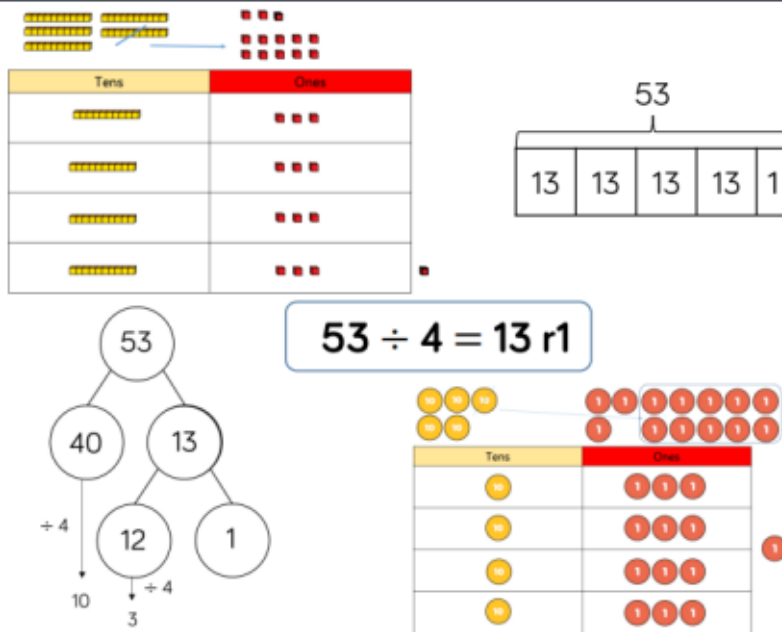 Tens Ones
53
13 13 13 13 1
53 ÷ 4 = 13 r1
53
40 13
12 1
÷ 4
÷ 4
10
3
10 10 10
10 10
1 1 1 1 1 1 1
1 1 1 1 1 1
Tens Ones
10 1 1 1
10 1 1 1
1
10 1 1 1
10 1 1 1